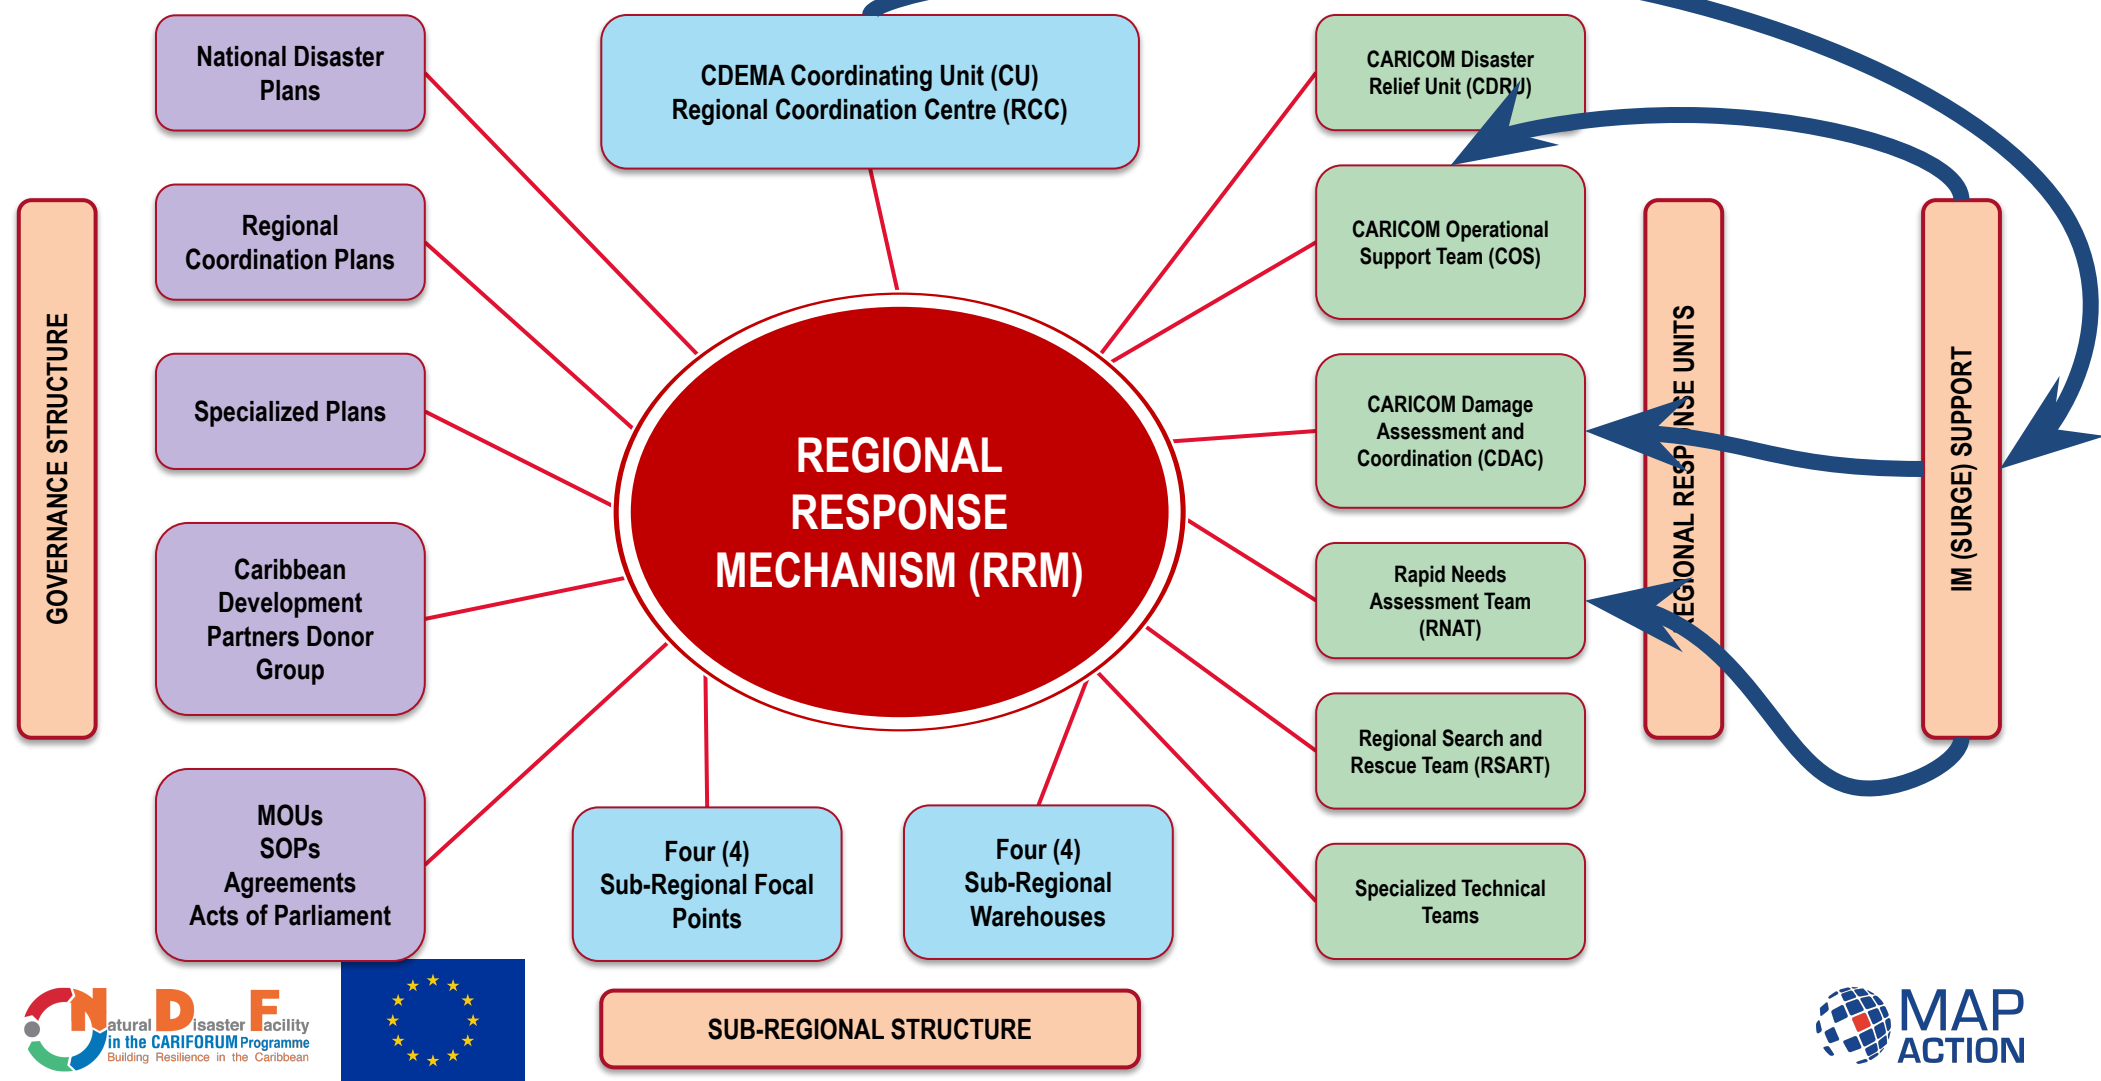 National Disaster
Plans
Regional
Coordination Plans
Specialized Plans
Caribbean
Development
Partners Donor
Group
MOUs
SOPs
Agreements
Acts of Parliament
GOVERNANCE STRUCTURE
CDEMA Coordinating Unit (CU)
Regional Coordination Centre (RCC)
REGIONAL
RESPONSE
MECHANISM (RRM)
Four (4)
Sub-Regional Focal
Points
Four (4)
Sub-Regional
Warehouses
SUB-REGIONAL STRUCTURE
CARICOM Disaster
Relief Unit (CDRU)
CARICOM Operational
Support Team (COS)
CARICOM Damage
Assessment and
Coordination (CDAC)
Rapid Needs
Assessment Team
(RNAT)
Regional Search and
Rescue Team (RSART)
Specialized Technical
Teams
REGIONAL RESPONSE UNITS
IM (SURGE) SUPPORT
Natural Disaster Facility
in the CARIFORUM Programme
Building Resilience in the Caribbean
MAP
ACTION